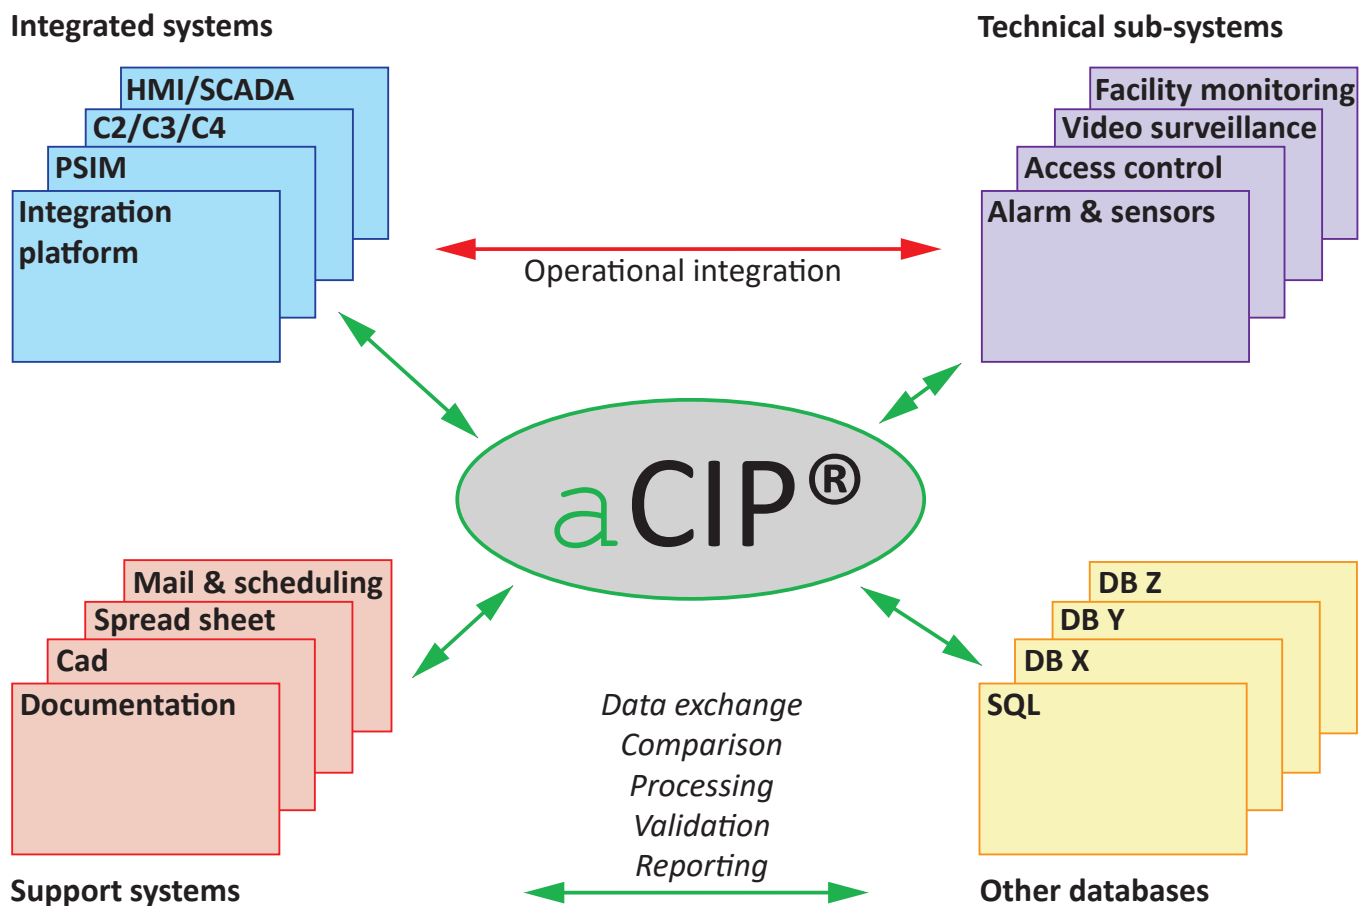 Integrated systems
Technical sub-systems
HMI/SCADA
C2/C3/C4
PSIM
Integration
platform
Facility monitoring
Video surveillance
Access control
Alarm & sensors
Operational integration
aCIP®
Mail & scheduling
Spread sheet
Cad
Documentation
DB Z
DB Y
DB X
SQL
Data exchange
Comparison
Processing
Validation
Reporting
Support systems
Other databases